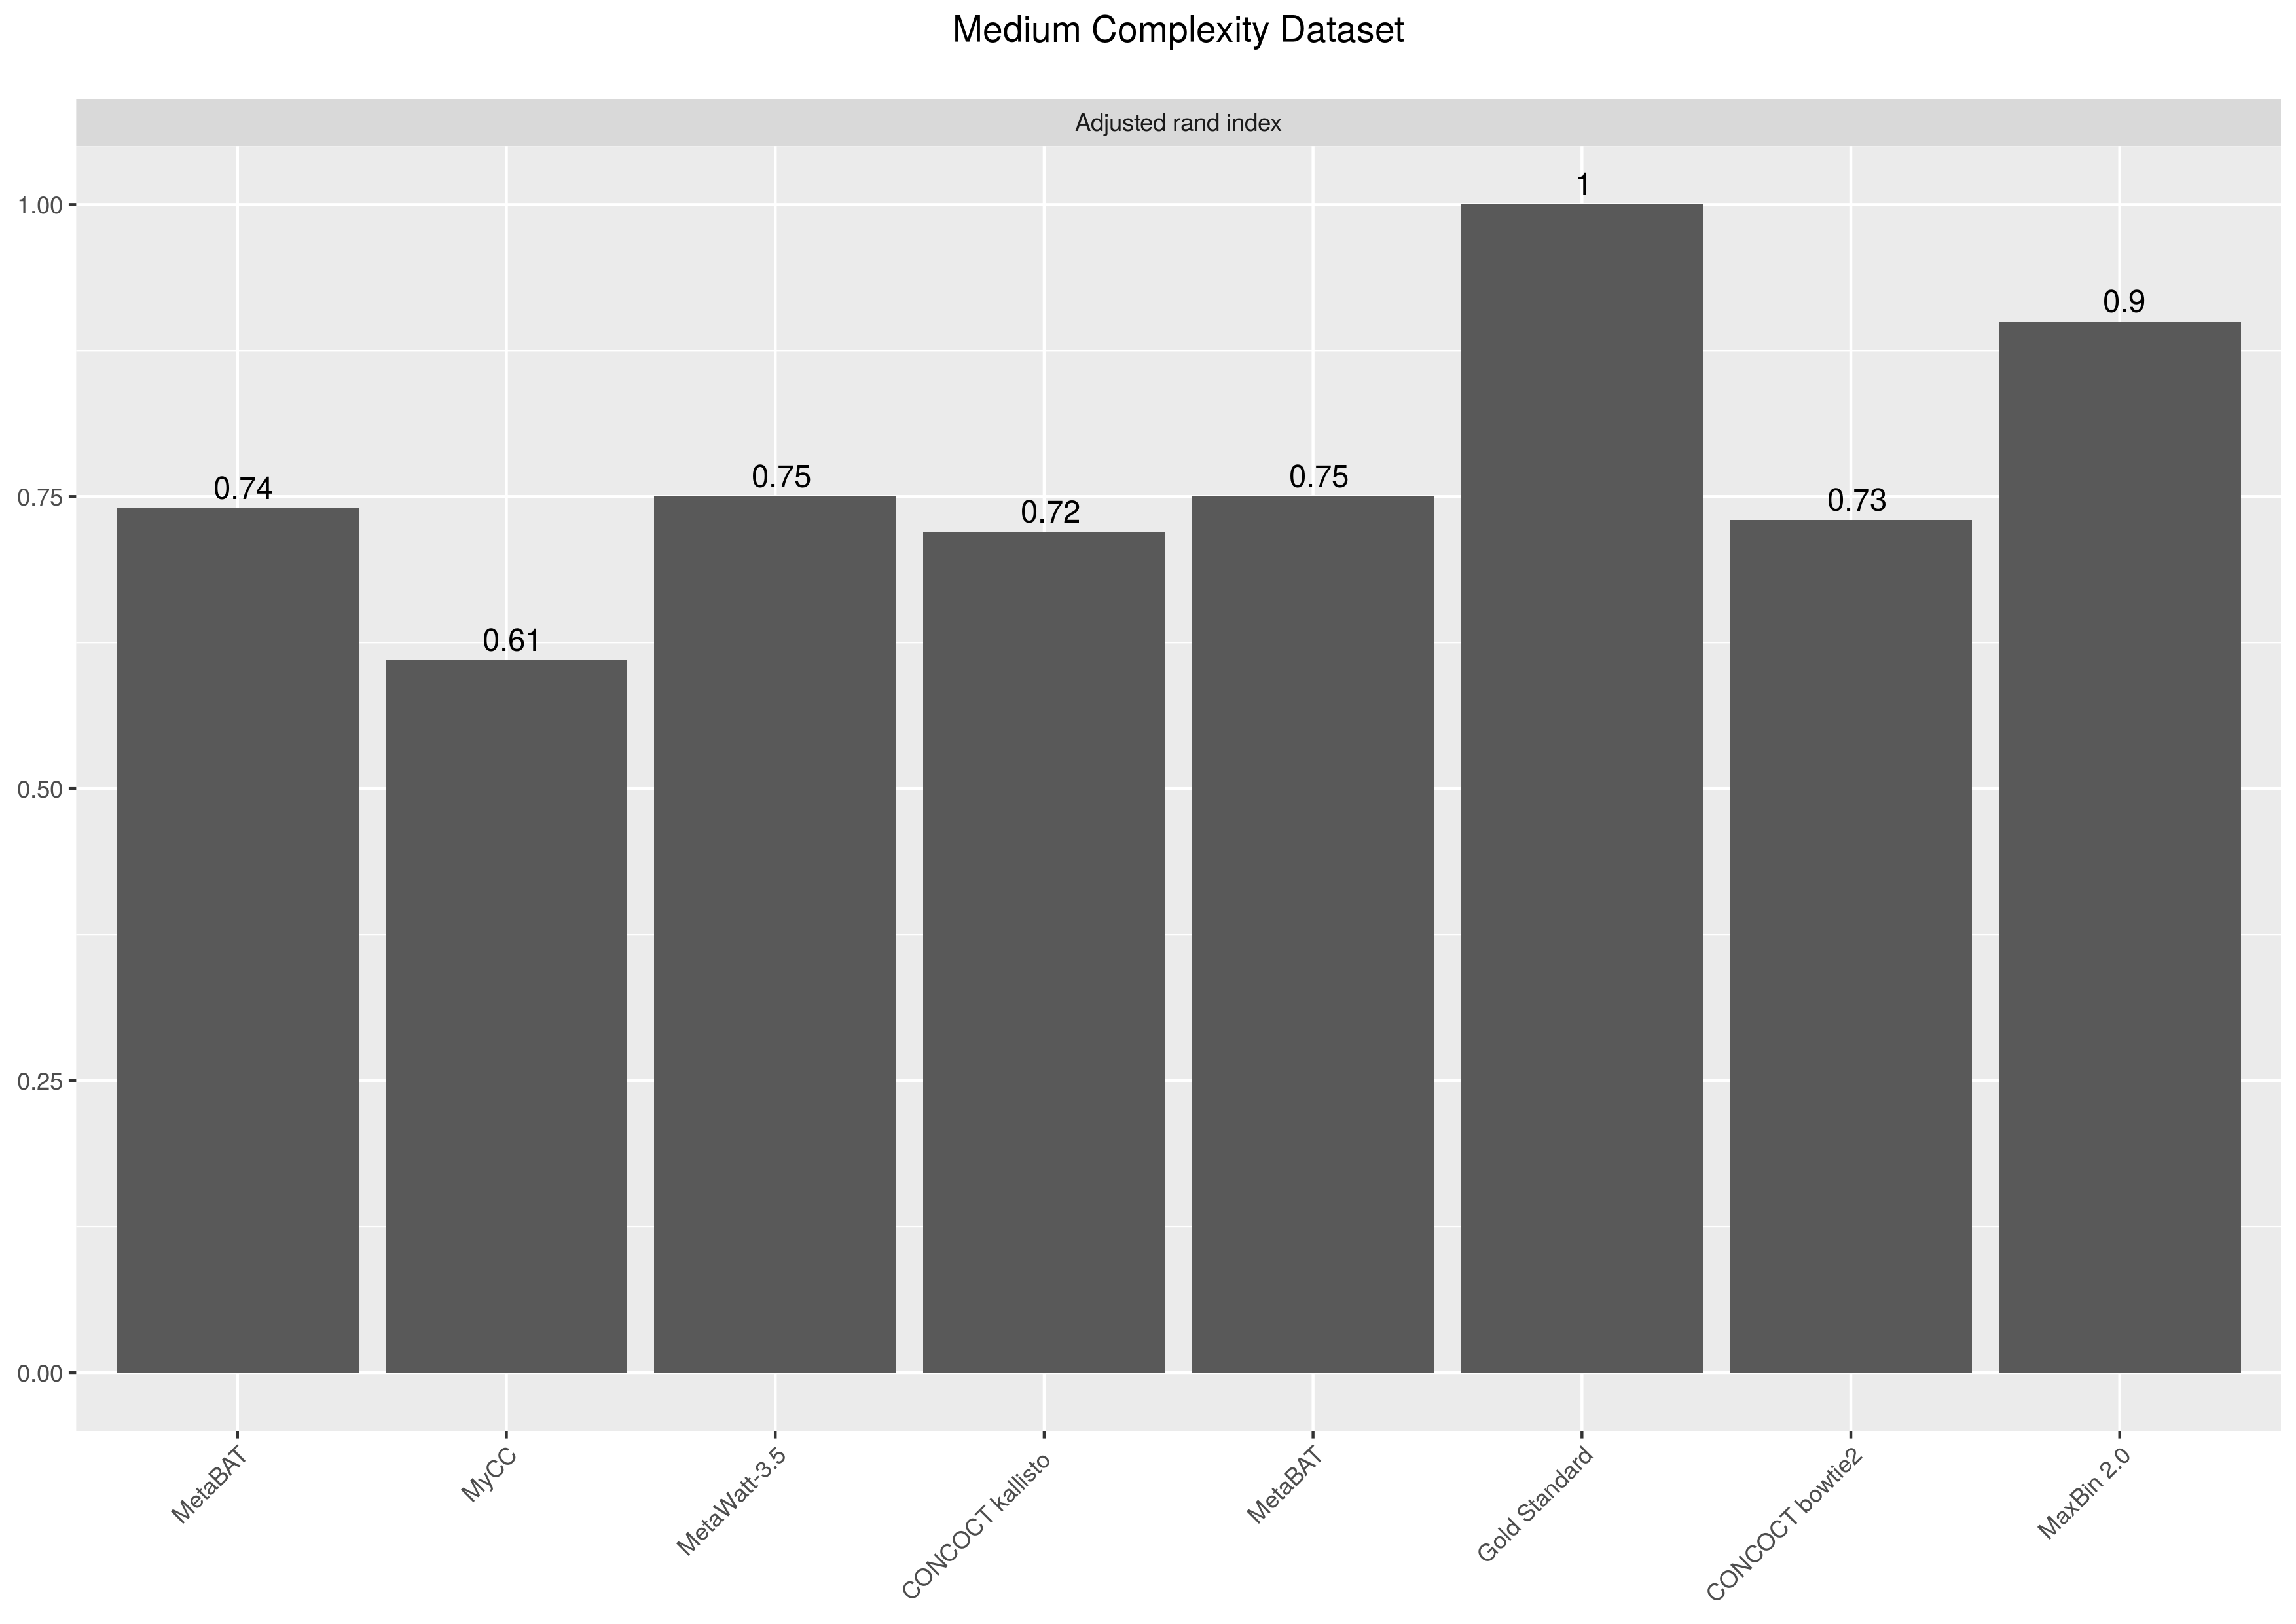 Medium Complexity Dataset
Adjusted rand index
1.00
0.75
0.50
0.25
0.00
0.74
0.61
0.75
0.72
0.75
1
0.73
0.9
MetaBAT
MyCC
MetaWatt-3.5
CONCOCT kallisto
MetaBAT
Gold Standard
CONCOCT bowtie2
MaxBin 2.0